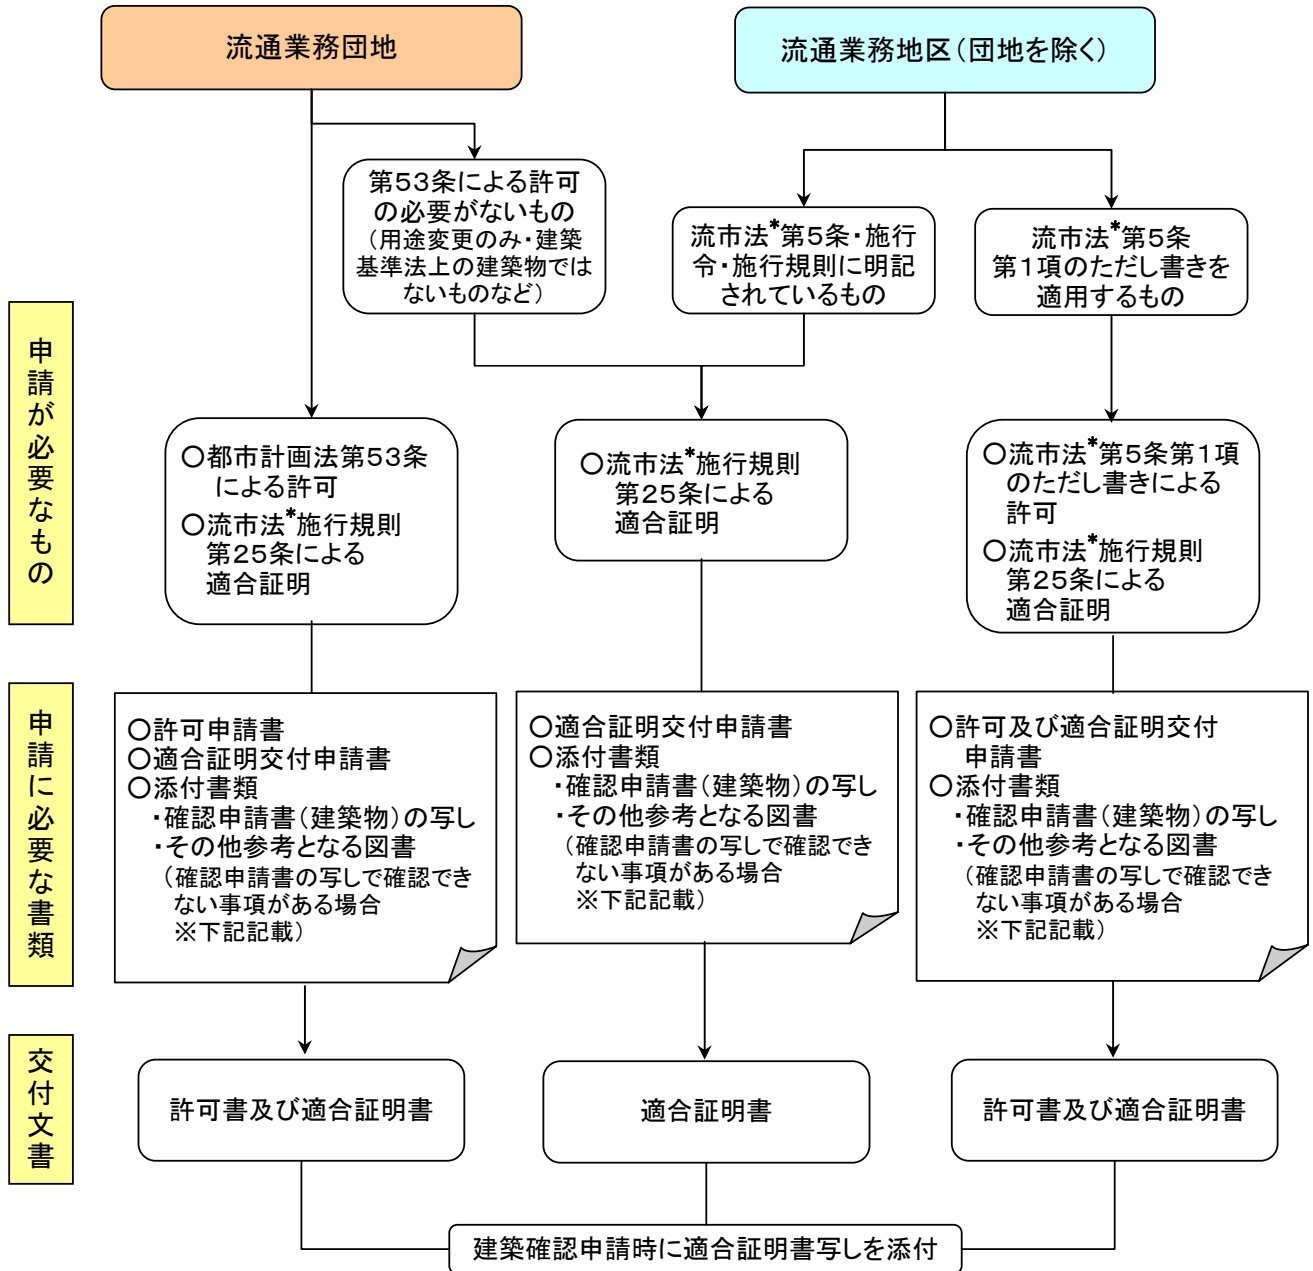 流通業務団地
流通業務地区（団地を除く）
第５３条による許可
の必要がないもの
（用途変更のみ・建築
基準法上の建築物では
ないものなど）
流市法*第５条・施行
令・施行規則に明記
されているもの
流市法*第５条
第１項のただし書きを
適用するもの
申請が必要なもの
○都市計画法第５３条
による許可
○流市法*施行規則
第２５条による
適合証明
○流市法*施行規則
第２５条による
適合証明
○流市法*第５条第１項
のただし書きによる
許可
○流市法*施行規則
第２５条による
適合証明
申請に必要な書類
○許可申請書
○適合証明交付申請書
○添付書類
・確認申請書（建築物）の写し
・その他参考となる図書
（確認申請書の写しで確認でき
ない事項がある場合
※下記記載）
○適合証明交付申請書
○添付書類
・確認申請書（建築物）の写し
・その他参考となる図書
（確認申請書の写しで確認でき
ない事項がある場合
※下記記載）
○許可及び適合証明交付
申請書
○添付書類
・確認申請書（建築物）の写し
・その他参考となる図書
（確認申請書の写しで確認でき
ない事項がある場合
※下記記載）
交付文書
許可書及び適合証明書
適合証明書
許可書及び適合証明書
建築確認申請時に適合証明書写しを添付